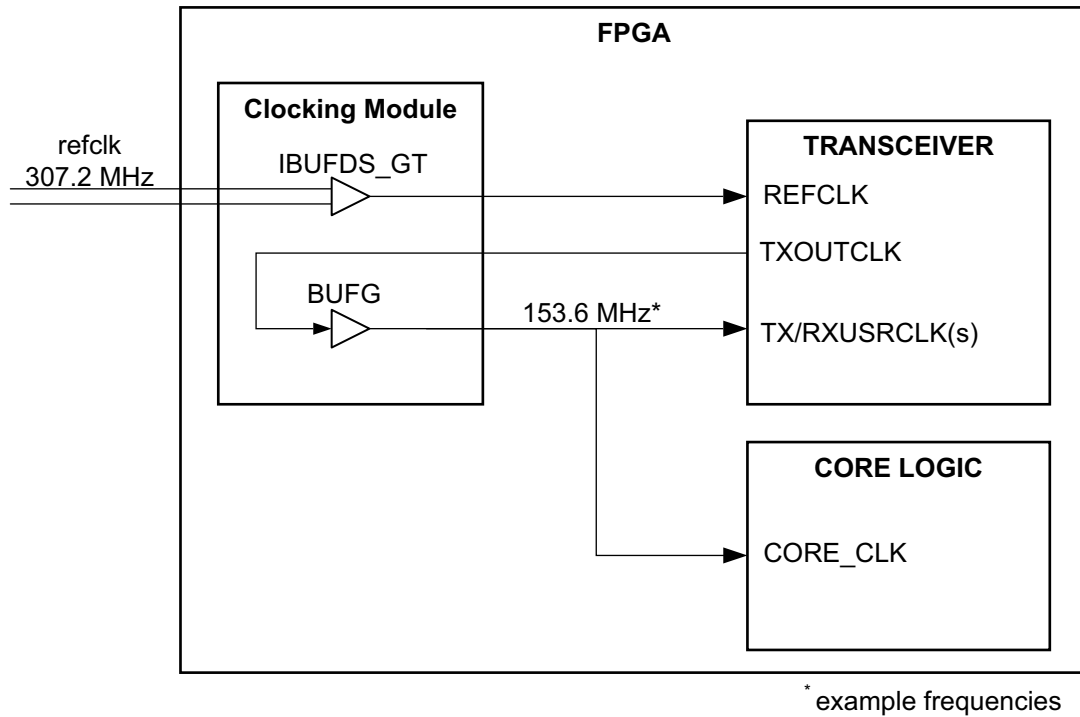 FPGA
Clocking Module
refclk
307.2 MHz
IBUFDS_GT
BUFG
153.6 MHz*
TRANSCEIVER
REFCLK
TXOUTCLK
TX/RXUSRCLK(s)
CORE LOGIC
CORE_CLK
* example frequencies